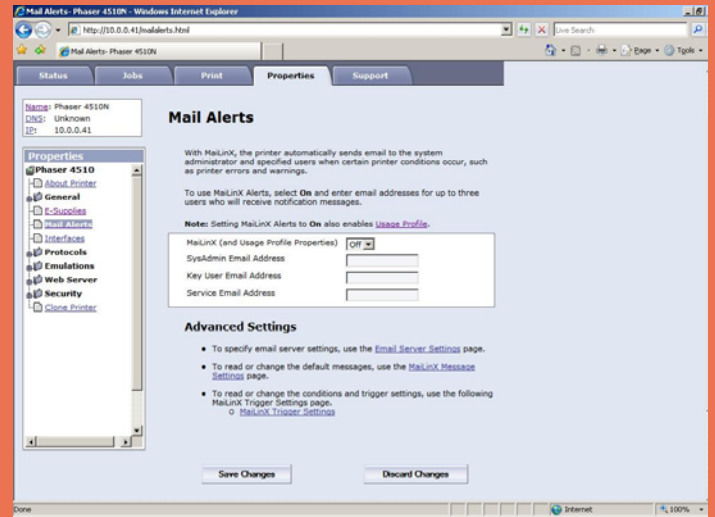 Mail Alerts- Phaser 4510N - Windows Internet Explorer
http://10.0.0.41/mailalerts.html
Live Search
Mail Alerts- Phaser 4510N
Page
Tools
Status
Jobs
Print
Properties
Support
Name: Phaser 4510N
DNS: Unknown
IP: 10.0.0.41
Properties
Phaser 4510
About Printer
General
E-Supplies
Mail Alerts
Interfaces
Protocols
Emulations
Web Server
Security
Clone Printer
Mail Alerts
With MaiLinX, the printer automatically sends email to the system
administrator and specified users when certain printer conditions occur, such
as printer errors and warnings.
To use MaiLinX Alerts, select On and enter email addresses for up to three
users who will receive notification messages.
Note: Setting MaiLinX Alerts to On also enables Usage Profile.
MaiLinX (and Usage Profile Properties) Off
SysAdmin Email Address
Key User Email Address
Service Email Address
Advanced Settings
To specify email server settings, use the Email Server Settings page.
To read or change the default messages, use the MaiLinX Message
Settings page.
To read or change the conditions and trigger settings, use the following
MaiLinX Trigger Settings page.
MaiLinX Trigger Settings
Save Changes
Discard Changes
Done
Internet
100%